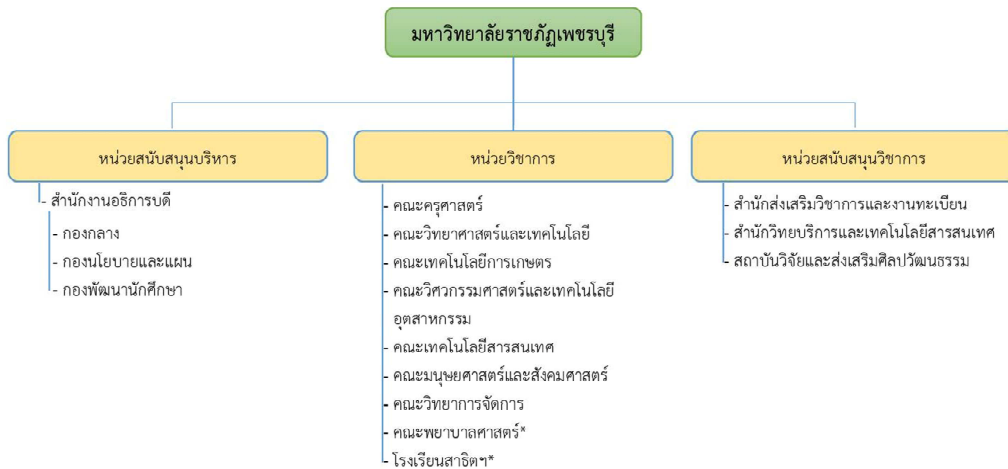 มหาวิทยาลัยราชภัฏเพชรบุรี
หน่วยสนับสนุนบริหาร
- สำนักงานอธิการบดี
- กองกลาง
- กองนโยบายและแผน
- กองพัฒนานักศึกษา
หน่วยวิชาการ
- คณะครุศาสตร์
- คณะวิทยาศาสตร์และเทคโนโลยี
- คณะเทคโนโลยีการเกษตร
- คณะวิศวกรรมศาสตร์และเทคโนโลยี
อุตสาหกรรม
- คณะเทคโนโลยีสารสนเทศ
- คณะมนุษยศาสตร์และสังคมศาสตร์
- คณะวิทยาการจัดการ
- คณะพยาบาลศาสตร์*
- โรงเรียนสาธิตฯ*
หน่วยสนับสนุนวิชาการ
- สำนักส่งเสริมวิชาการและงานทะเบียน
- สำนักวิทยบริการและเทคโนโลยีสารสนเทศ
- สถาบันวิจัยและส่งเสริมศิลปวัฒนธรรม